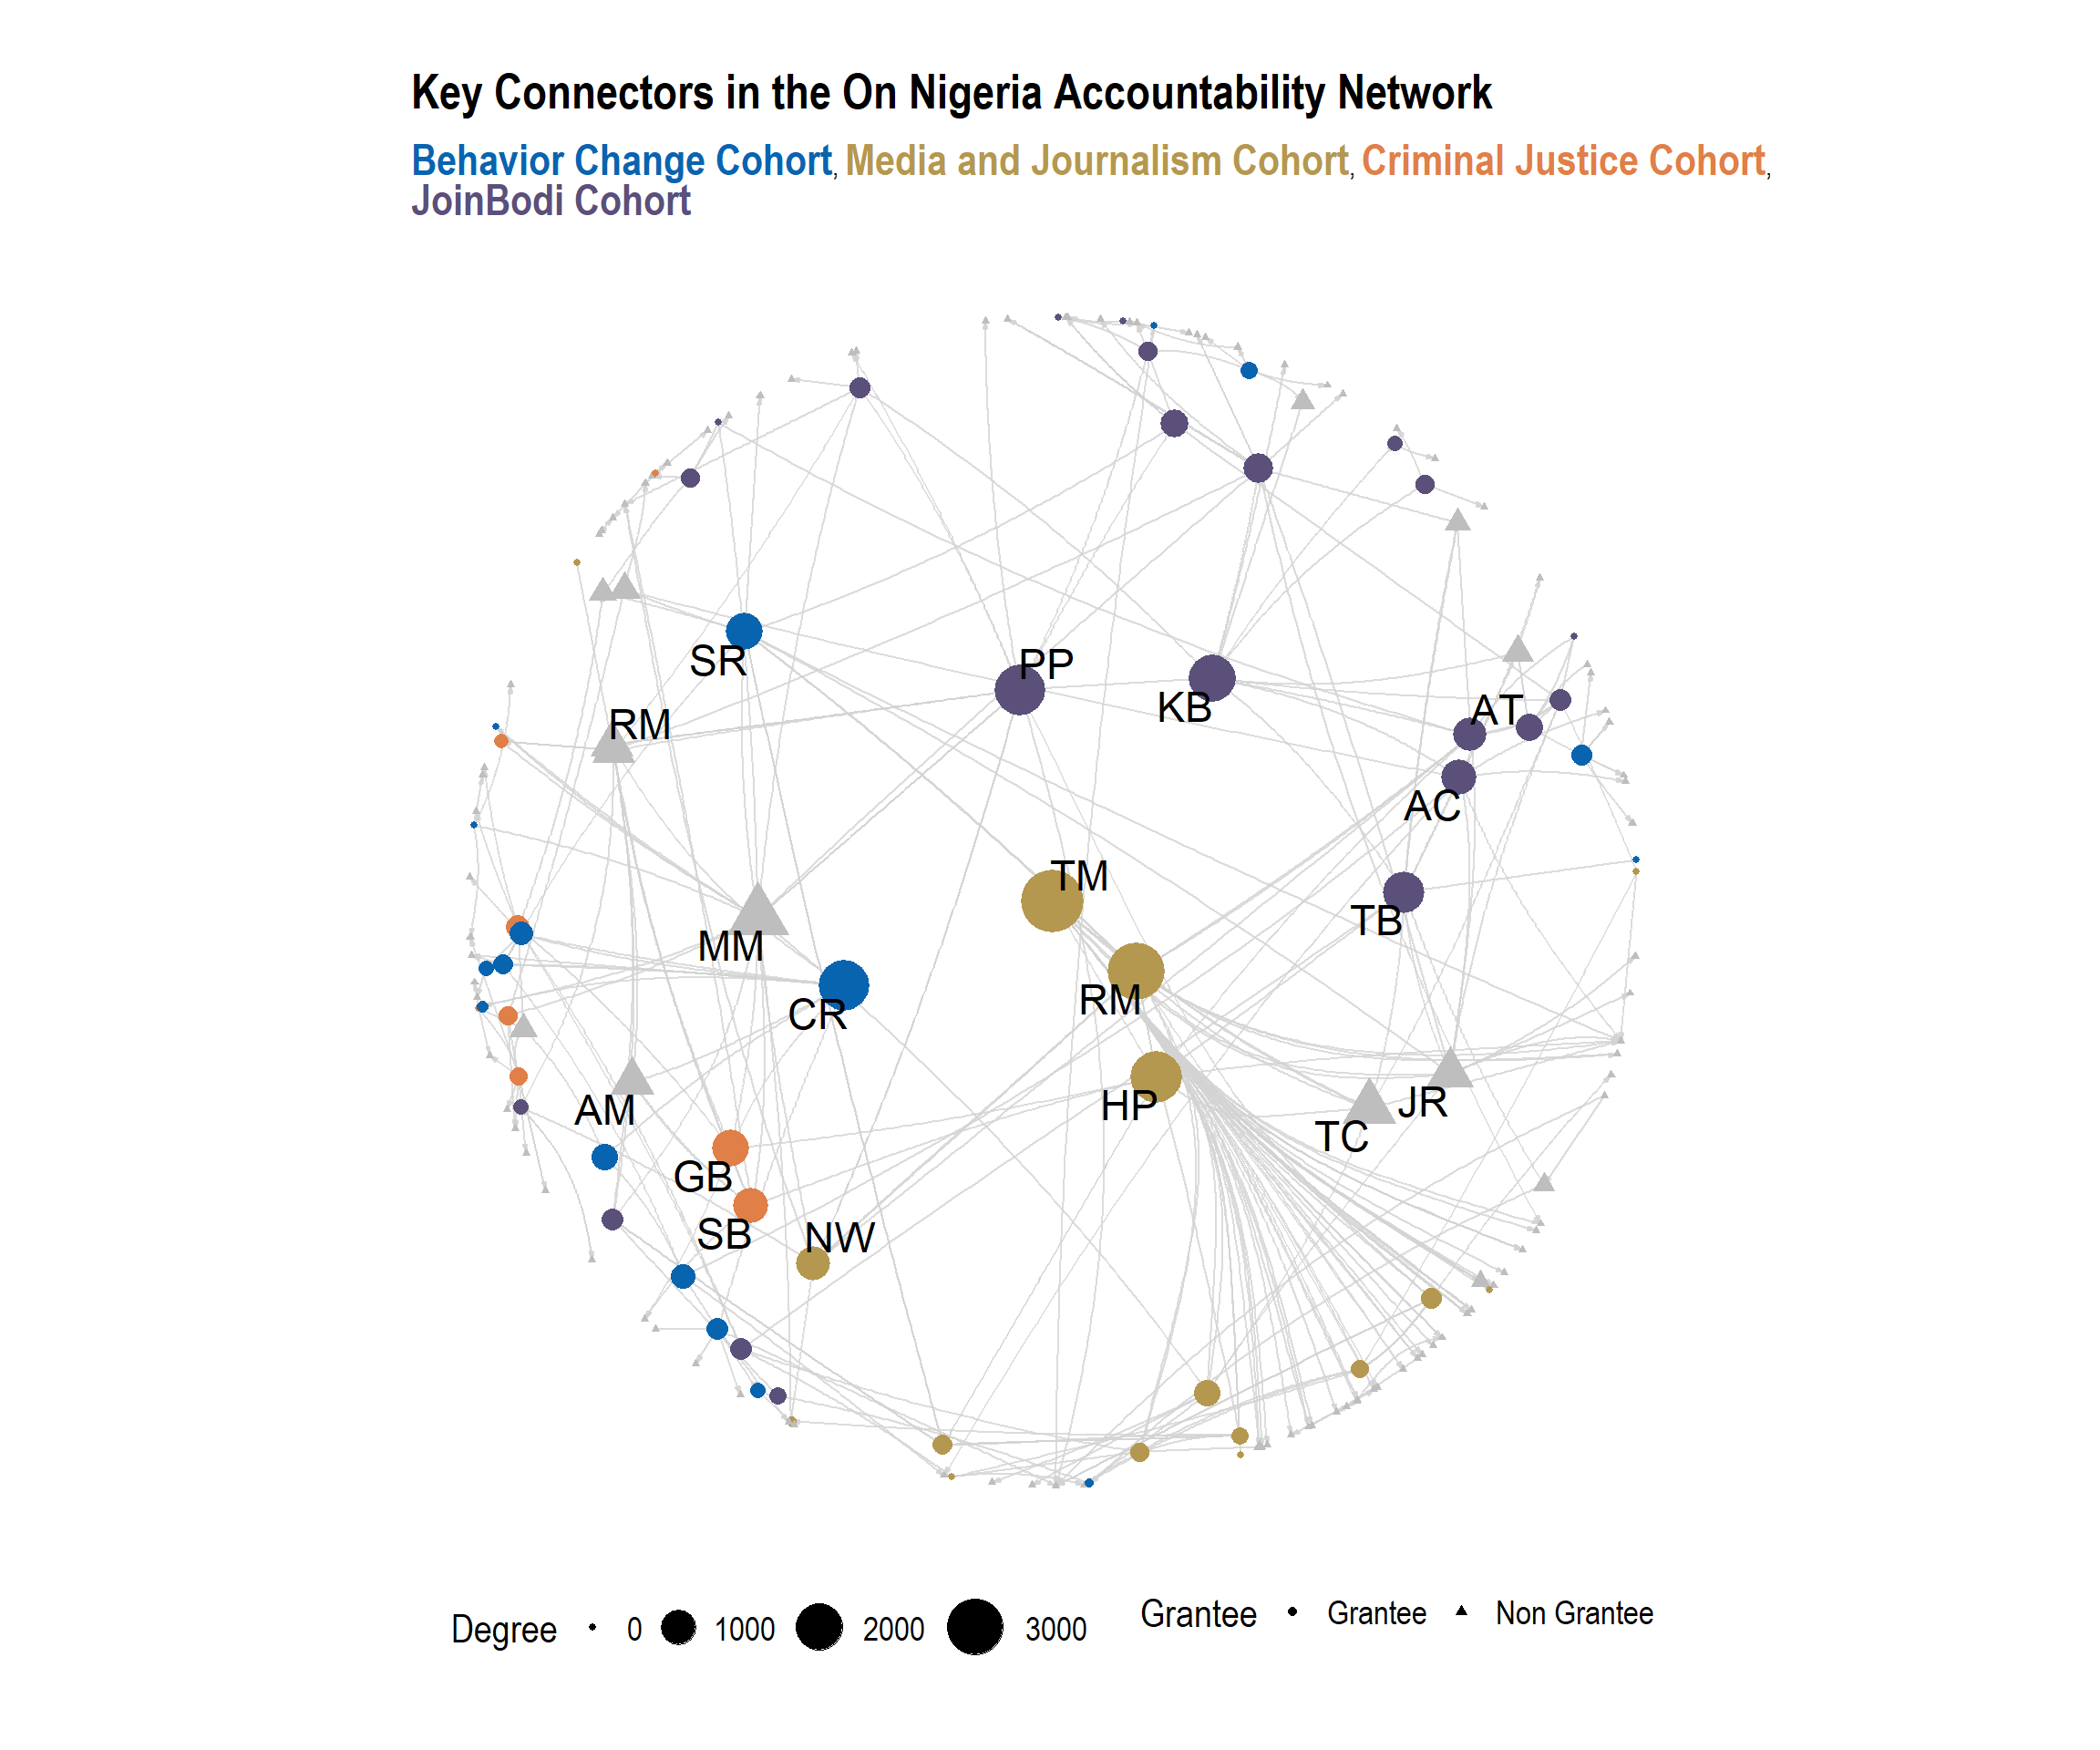 Key Connectors in the On Nigeria Accountability Network
Behavior Change Cohort, Media and Journalism Cohort, Criminal Justice Cohort,
JoinBodi Cohort
SR
PP
KB
RM
AT
AC
TM
TB
MM
RM
CR
HP
JR
AM
TC
GB
SB
NW
Degree 0 1000 2000 3000 Grantee Grantee Non Grantee